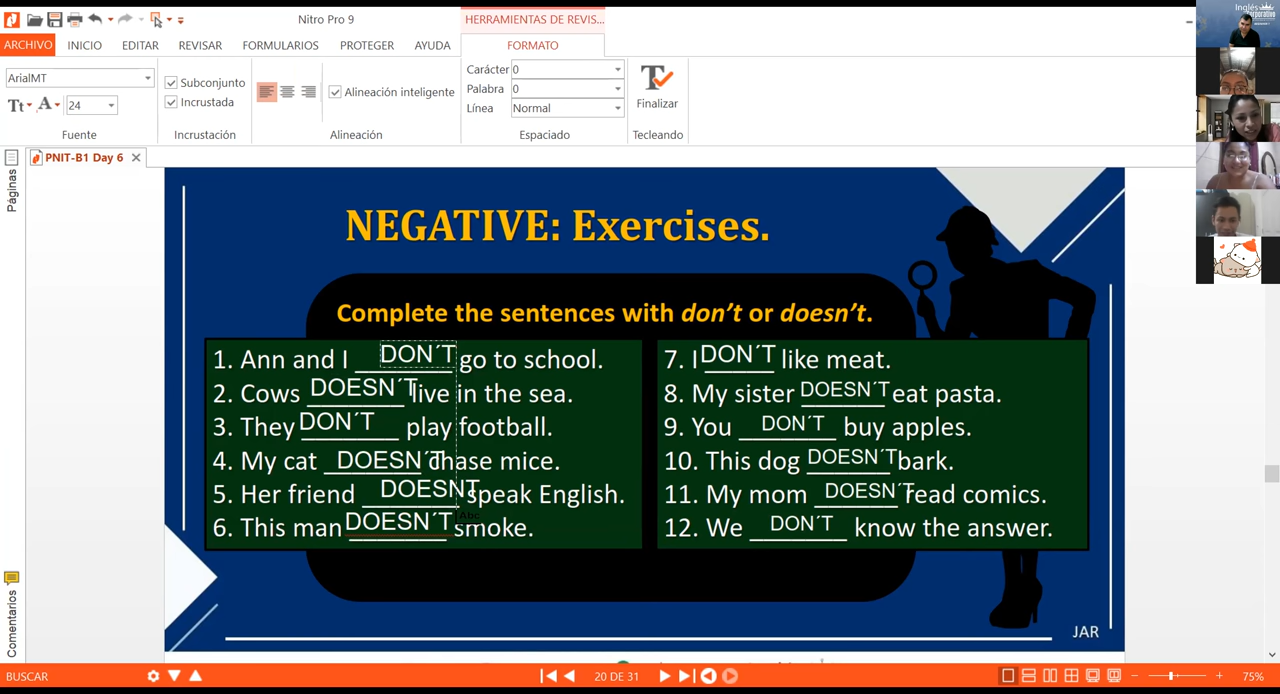 Nitro Pro 9
HERRAMIENTAS DE REVIS...
Inglés
Corporativo
ARCHIVO INICIO EDITAR REVISAR FORMULARIOS PROTEGER AYUDA FORMATO
ArialMT
Subconjunto
Incrustada
Alineación inteligente
Carácter 0
Palabra 0
Línea Normal
24
Finalizar
Fuente Incrustación Alineación Espaciado Tecleando
PNIT-B1 Day 6
Páginas
NEGATIVE: Exercises.
Complete the sentences with don't or doesn't.
1. Ann and I DON´T go to school.
2. Cows DOESN´T live in the sea.
3. They DON´T play football.
4. My cat DOESN´T chase mice.
5. Her friend DOESNT speak English.
6. This man DOESN´T smoke.
7. I DON´T like meat.
8. My sister DOESN´T eat pasta.
9. You DON´T buy apples.
10. This dog DOESN´T bark.
11. My mom DOESN´T read comics.
12. We DON´T know the answer.
Comentarios
JAR
BUSCAR
20 DE 31
75%